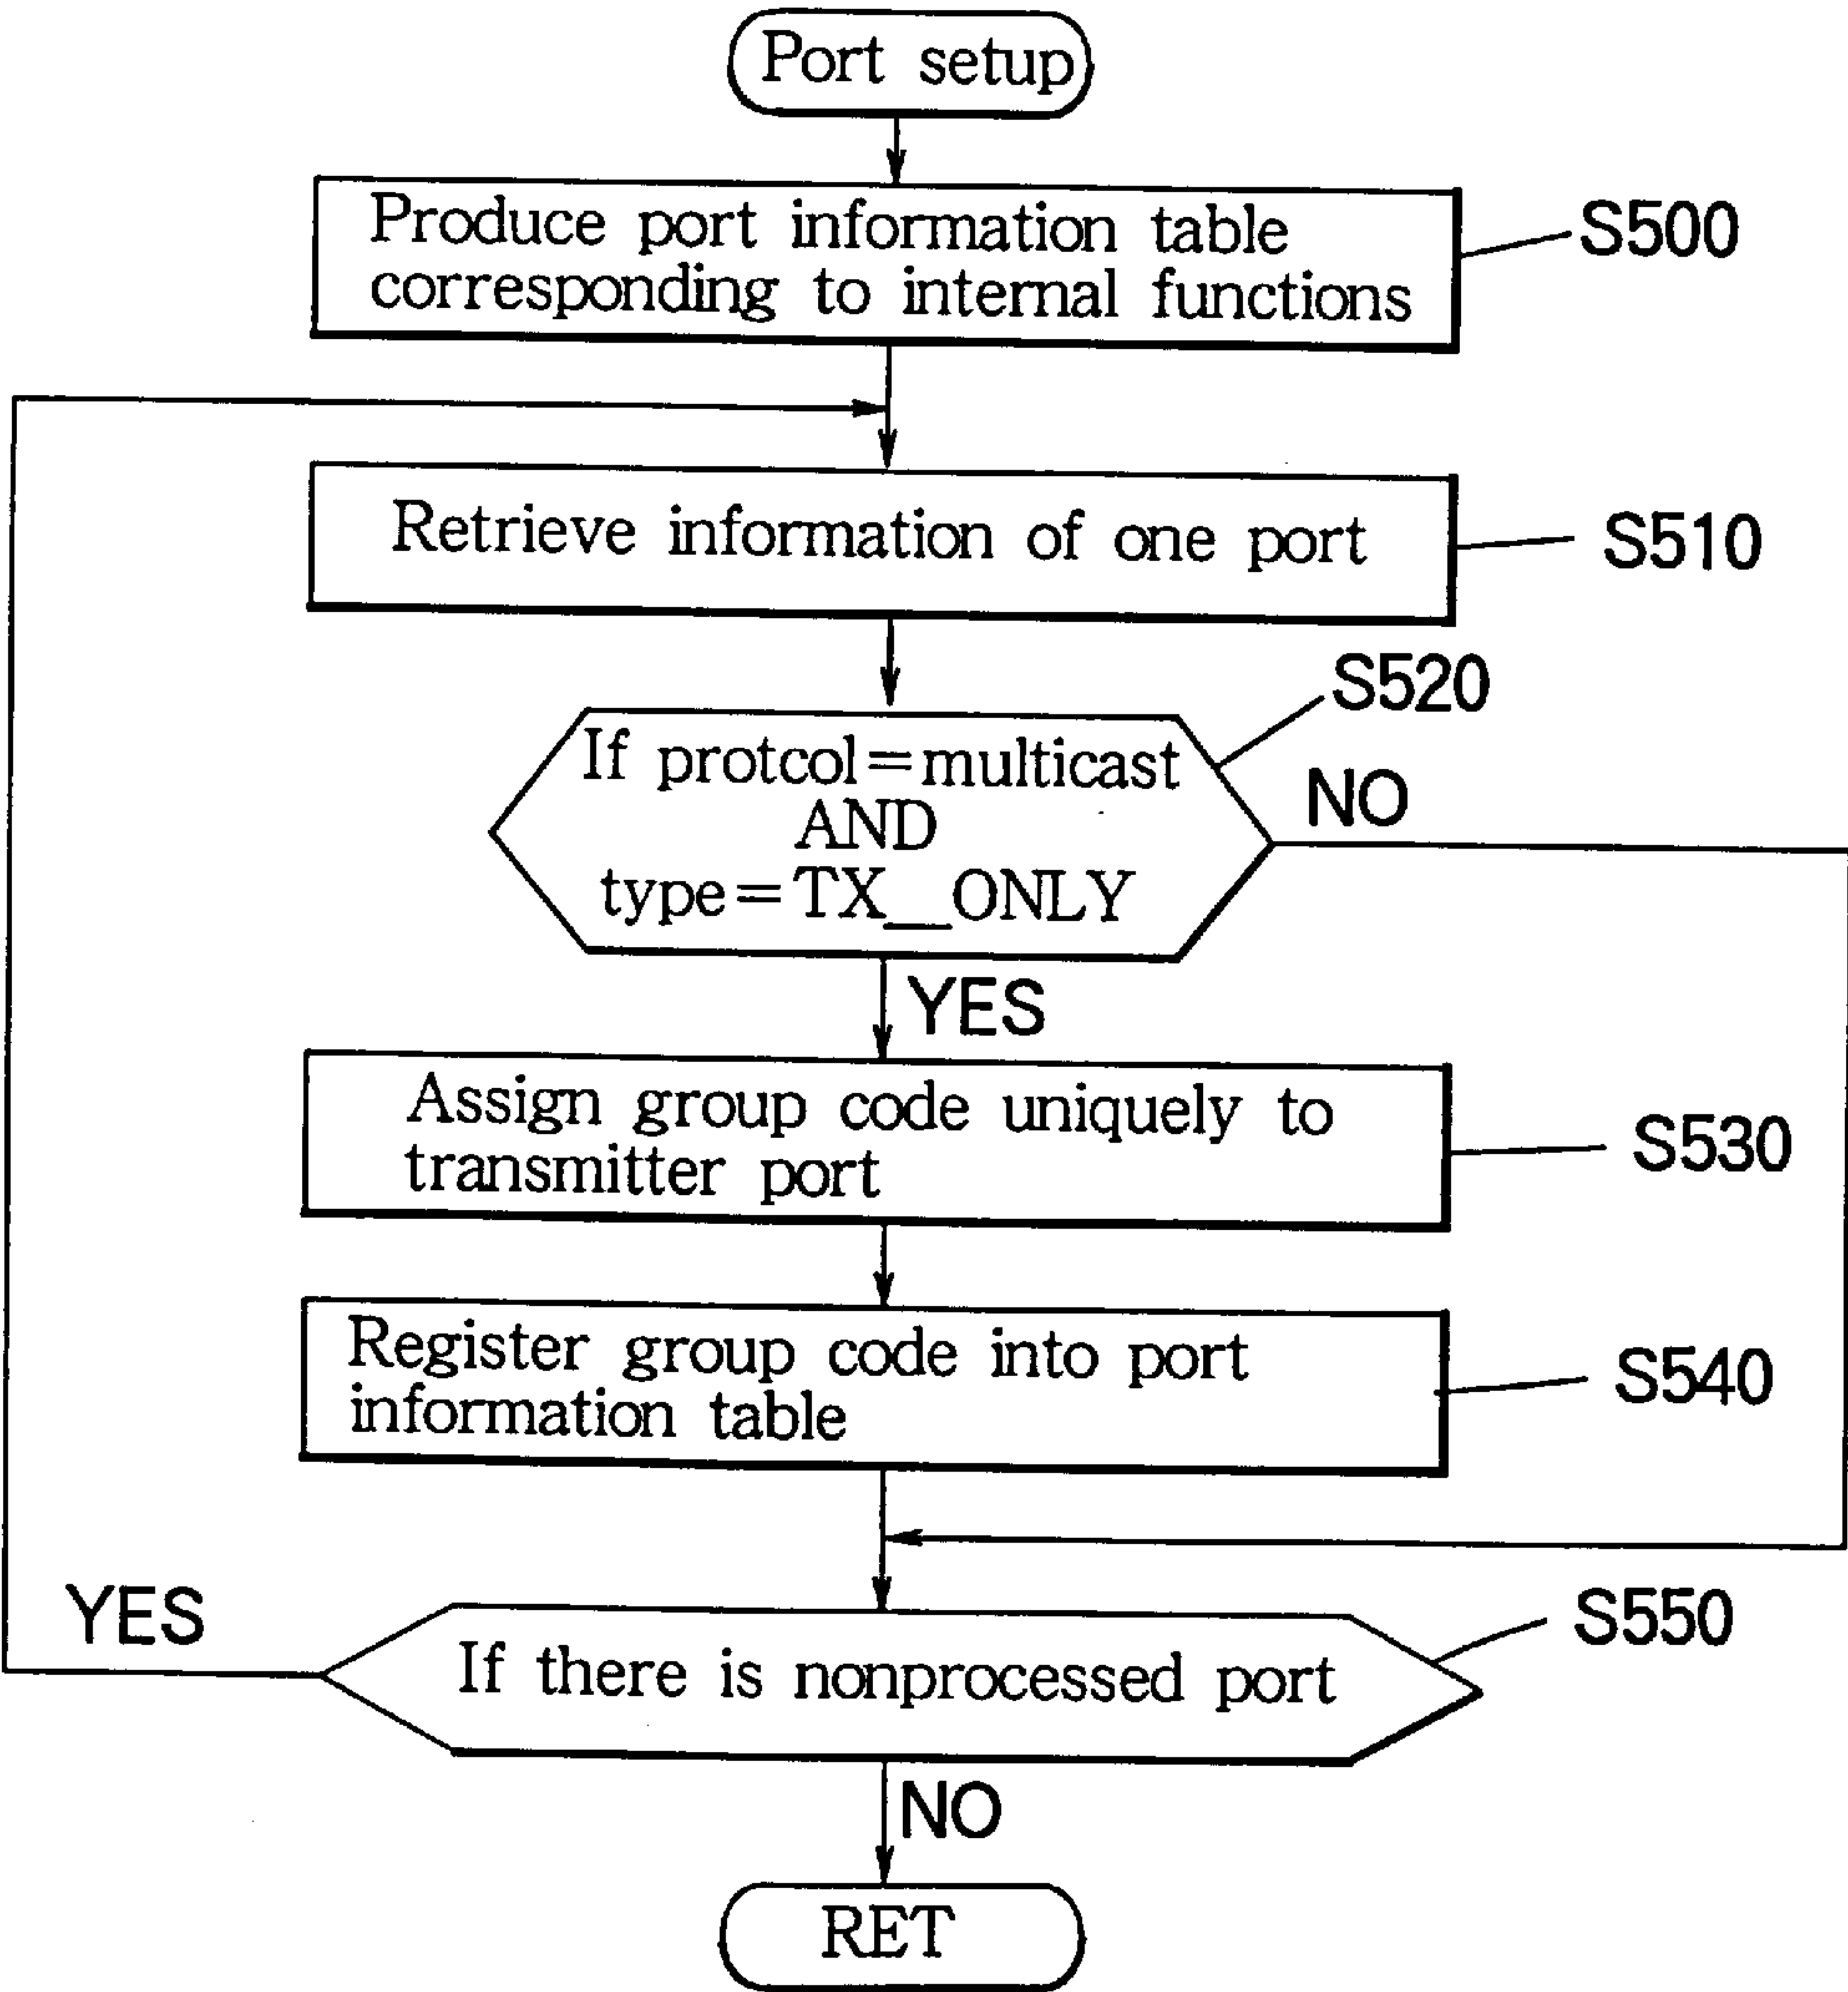 Port setup
Produce port information table
corresponding to internal functions
S500
Retrieve information of one port
S510
S520
If protcol=multicast
AND
type=TX__ONLY
NO
YES
Assign group code uniquely to
transmitter port
S530
Register group code into port
information table
S540
YES
If there is nonprocessed port
S550
NO
RET